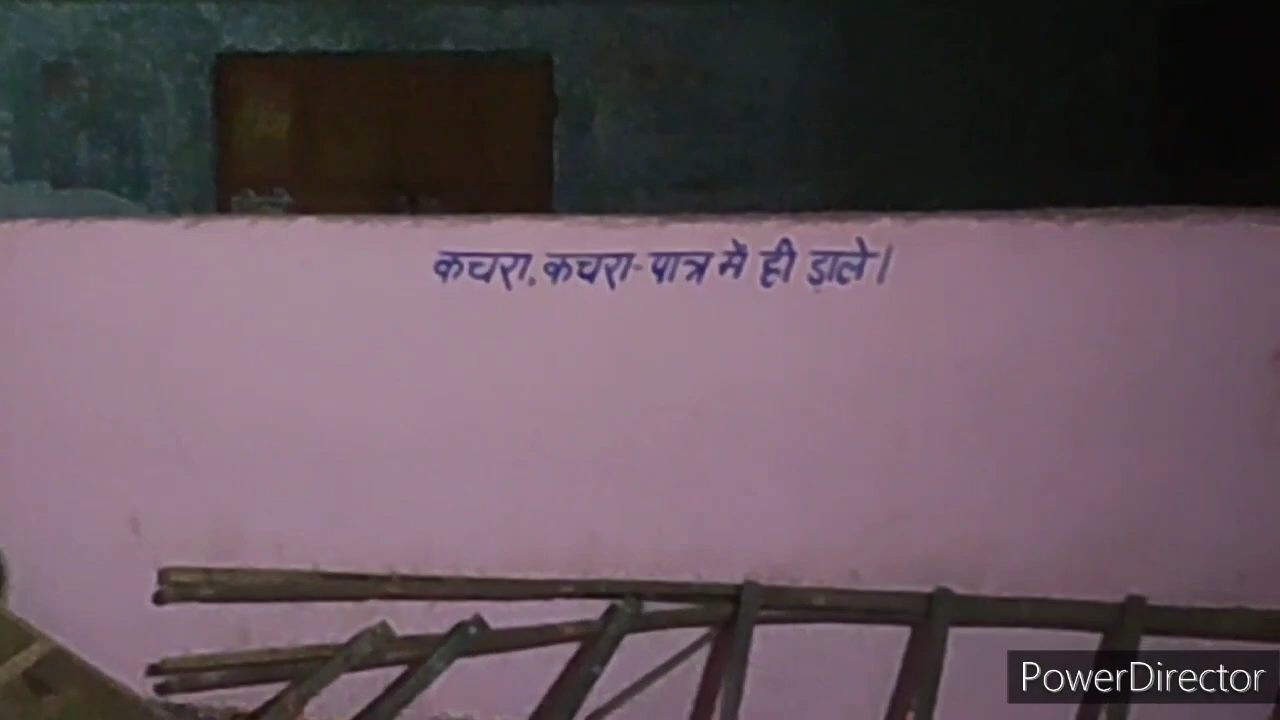 कचरा, कचरा-पात्र में ही डाले।
PowerDirector